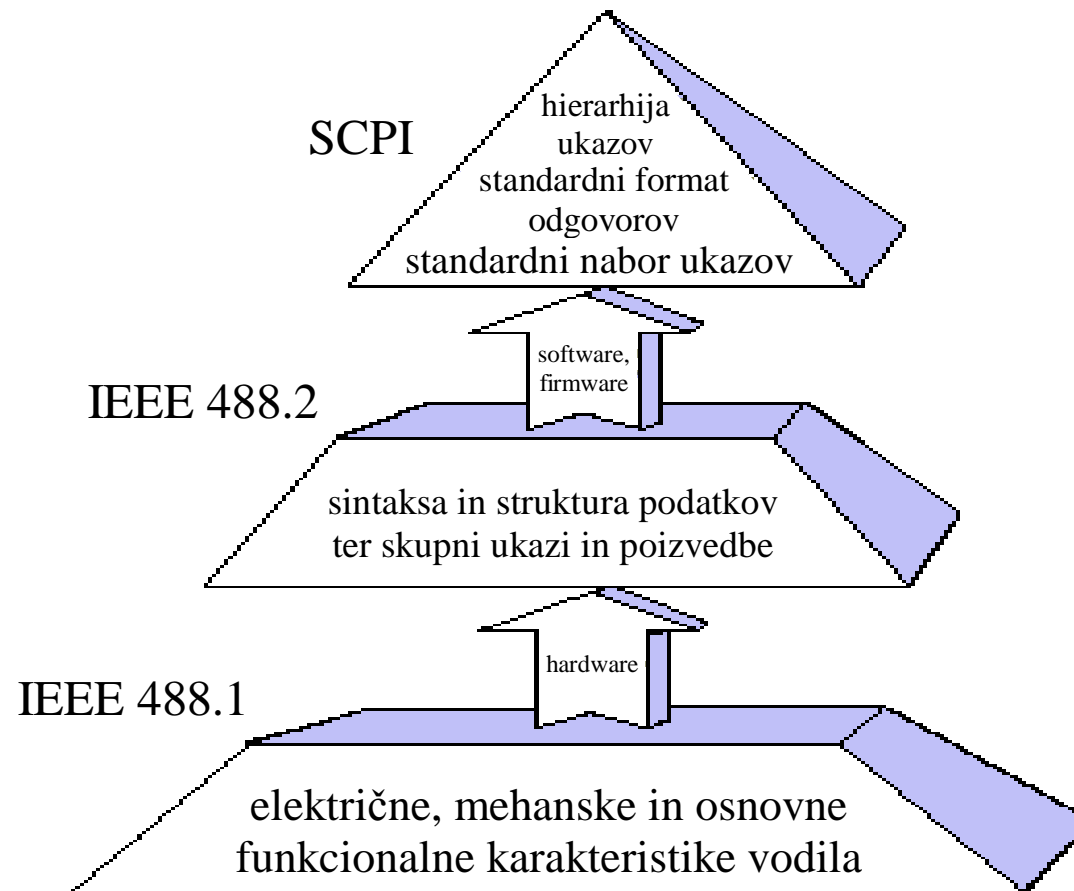 hierarhija
SCPI
ukazov
standardni format
odgovorov
standardni nabor ukazov
software,
firmware
IEEE 488.2
sintaksa in struktura podatkov
ter skupni ukazi in poizvedbe
hardware
IEEE 488.1
električne, mehanske in osnovne
funkcionalne karakteristike vodila